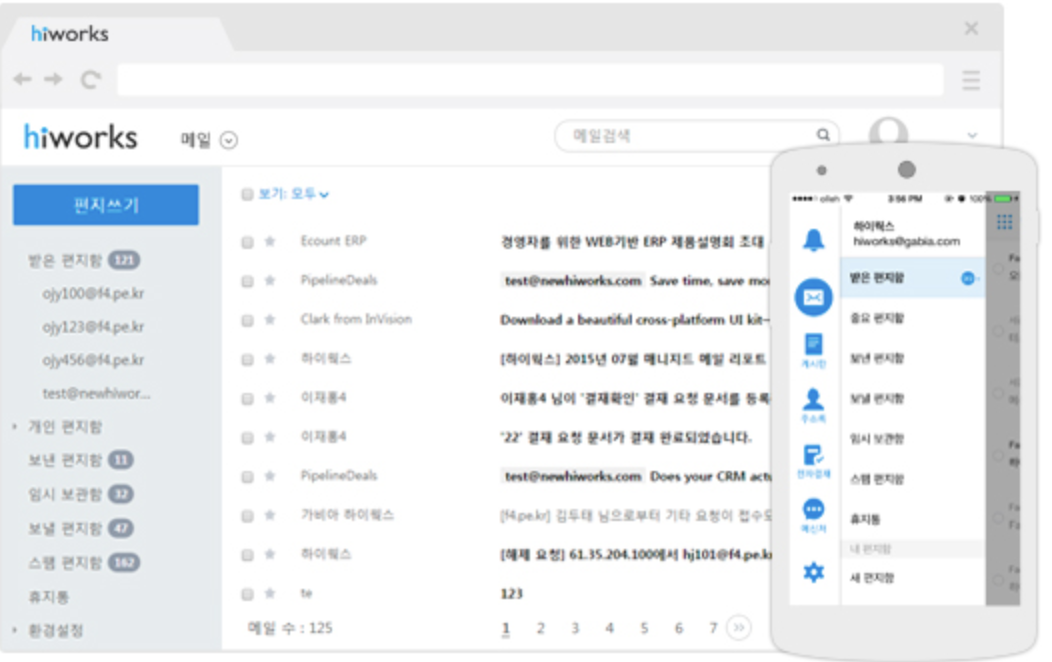 hiworks
hiworks
메일
메일검색
편지쓰기
받은 편지함 121
ojy100@f4.pe.kr
ojy123@f4.pe.kr
ojy456@f4.pe.kr
test@newhiwor...
개인 편지함
보낸 편지함 11
임시 보관함 32
보낼 편지함 47
스팸 편지함 162
휴지통
환경설정
보기: 모두
Ecount ERP 경영자를 위한 WEB기반 ERP 제품설명회 초대
PipelineDeals test@newhiworks.com Save time, save mo
Clark from InVision Download a beautiful cross-platform UI kit—
하이웍스 [하이웍스] 2015년 07월 매니지드 메일 리포트
이재홍4 이재홍4 님이 '결재확인' 결재 요청 문서를 등록
이재홍4 '22' 결재 요청 문서가 결재 완료되었습니다.
PipelineDeals test@newhiworks.com Does your CRM actu
가비아 하이웍스 [f4.pe.kr] 김두태 님으로부터 기타 요청이 접수되
하이웍스 [해제 요청] 61.35.204.100에서 hj101@f4.pe.k
te 123
메일 수 : 125
1 2 3 4 5 6 7
olleh 3:56 PM 100%
하이웍스
hiworks@gabia.com
받은 편지함
중요 편지함
보낸 편지함
보낼 편지함
임시 보관함
스팸 편지함
휴지통
내 편지함
새 편지함
게시판
주소록
전자결재
메신저